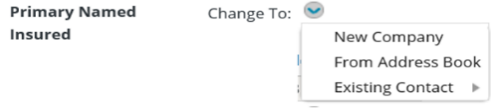 Primary Named Change To:
Insured
New Company
From Address Book
Existing Contact